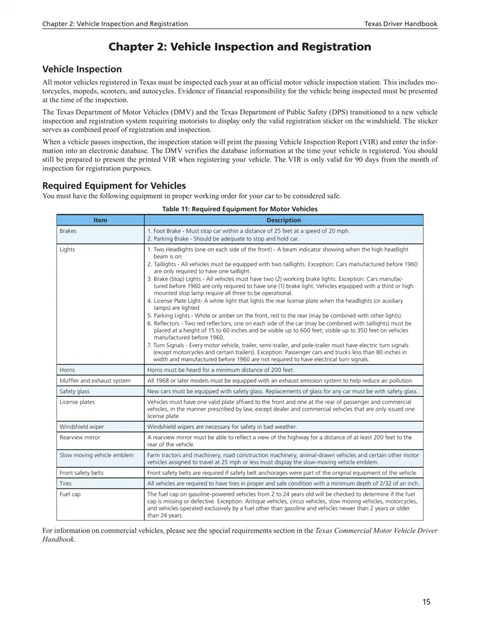 Chapter 2: Vehicle Inspection and Registration Texas Driver Handbook
Chapter 2: Vehicle Inspection and Registration
Vehicle Inspection
All motor vehicles registered in Texas must be inspected each year at an official motor vehicle inspection station. This includes mo-
torcycles, mopeds, scooters, and autocycles. Evidence of financial responsibility for the vehicle being inspected must be presented
at the time of the inspection.
The Texas Department of Motor Vehicles (DMV) and the Texas Department of Public Safety (DPS) transitioned to a new vehicle
inspection and registration system requiring motorists to display only the valid registration sticker on the windshield. The sticker
serves as combined proof of registration and inspection.
When a vehicle passes inspection, the inspection station will print the passing Vehicle Inspection Report (VIR) and enter the infor-
mation into an electronic database. The DMV verifies the database information at the time your vehicle is registered. You should
still be prepared to present the printed VIR when registering your vehicle. The VIR is only valid for 90 days from the month of
inspection for registration purposes.
Required Equipment for Vehicles
You must have the following equipment in proper working order for your car to be considered safe.
Table 11: Required Equipment for Motor Vehicles
Item Description
Brakes 1. Foot Brake - Must stop car within a distance of 25 feet at a speed of 20 mph.
2. Parking Brake - Should be adequate to stop and hold car.
Lights 1. Two Headlights (one on each side of the front) - A beam indicator showing when the high headlight
beam is on.
2. Taillights - All vehicles must be equipped with two taillights. Exception: Cars manufactured before 1960
are only required to have one taillight.
3. Brake (Stop) Lights - All vehicles must have two (2) working brake lights. Exception: Cars manufac-
tured before 1960 are only required to have one (1) brake light. Vehicles equipped with a third or high
mounted stop lamp require all three to be operational.
4. License Plate Light- A white light that lights the rear license plate when the headlights (or auxiliary
lamps) are lighted.
5. Parking Lights - White or amber on the front, red to the rear (may be combined with other lights).
6. Reflectors - Two red reflectors, one on each side of the car (may be combined with taillights) must be
placed at a height of 15 to 60 inches and be visible up to 600 feet; visible up to 350 feet on vehicles
manufactured before 1960.
7. Turn Signals - Every motor vehicle, trailer, semi-trailer, and pole-trailer must have electric turn signals
(except motorcycles and certain trailers). Exception: Passenger cars and trucks less than 80 inches in
width and manufactured before 1960 are not required to have electrical turn signals.
Horns Horns must be heard for a minimum distance of 200 feet.
Muffler and exhaust system All 1968 or later models must be equipped with an exhaust emission system to help reduce air pollution.
Safety glass New cars must be equipped with safety glass. Replacements of glass for any car must be with safety glass.
License plates Vehicles must have one valid plate affixed to the front and one at the rear of passenger and commercial
vehicles, in the manner prescribed by law, except dealer and commercial vehicles that are only issued one
license plate.
Windshield wiper Windshield wipers are necessary for safety in bad weather.
Rearview mirror A rearview mirror must be able to reflect a view of the highway for a distance of at least 200 feet to the
rear of the vehicle.
Slow moving vehicle emblem Farm tractors and machinery, road construction machinery, animal-drawn vehicles and certain other motor
vehicles assigned to travel at 25 mph or less must display the slow-moving vehicle emblem.
Front safety belts Front safety belts are required if safety belt anchorages were part of the original equipment of the vehicle.
Tires All vehicles are required to have tires in proper and safe condition with a minimum depth of 2/32 of an inch.
Fuel cap The fuel cap on gasoline-powered vehicles from 2 to 24 years old will be checked to determine if the fuel
cap is missing or defective. Exception: Antique vehicles, circus vehicles, slow moving vehicles, motorcycles,
and vehicles operated exclusively by a fuel other than gasoline and vehicles newer than 2 years or older
than 24 years.
For information on commercial vehicles, please see the special requirements section in the Texas Commercial Motor Vehicle Driver
Handbook.
15